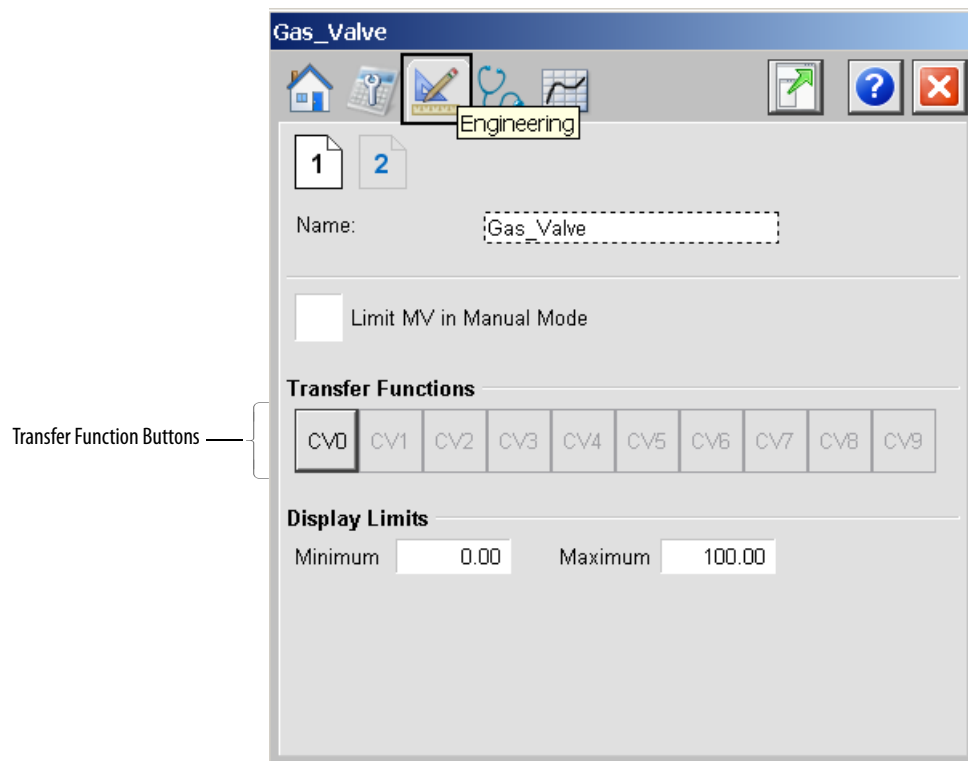 Gas_Valve
?
Engineering
1 2
Name: Gas_Valve
Limit MV in Manual Mode
Transfer Functions
Transfer Function Buttons
CV0 CV1 CV2 CV3 CV4 CV5 CV6 CV7 CV8 CV9
Display Limits
Minimum 0.00 Maximum 100.00